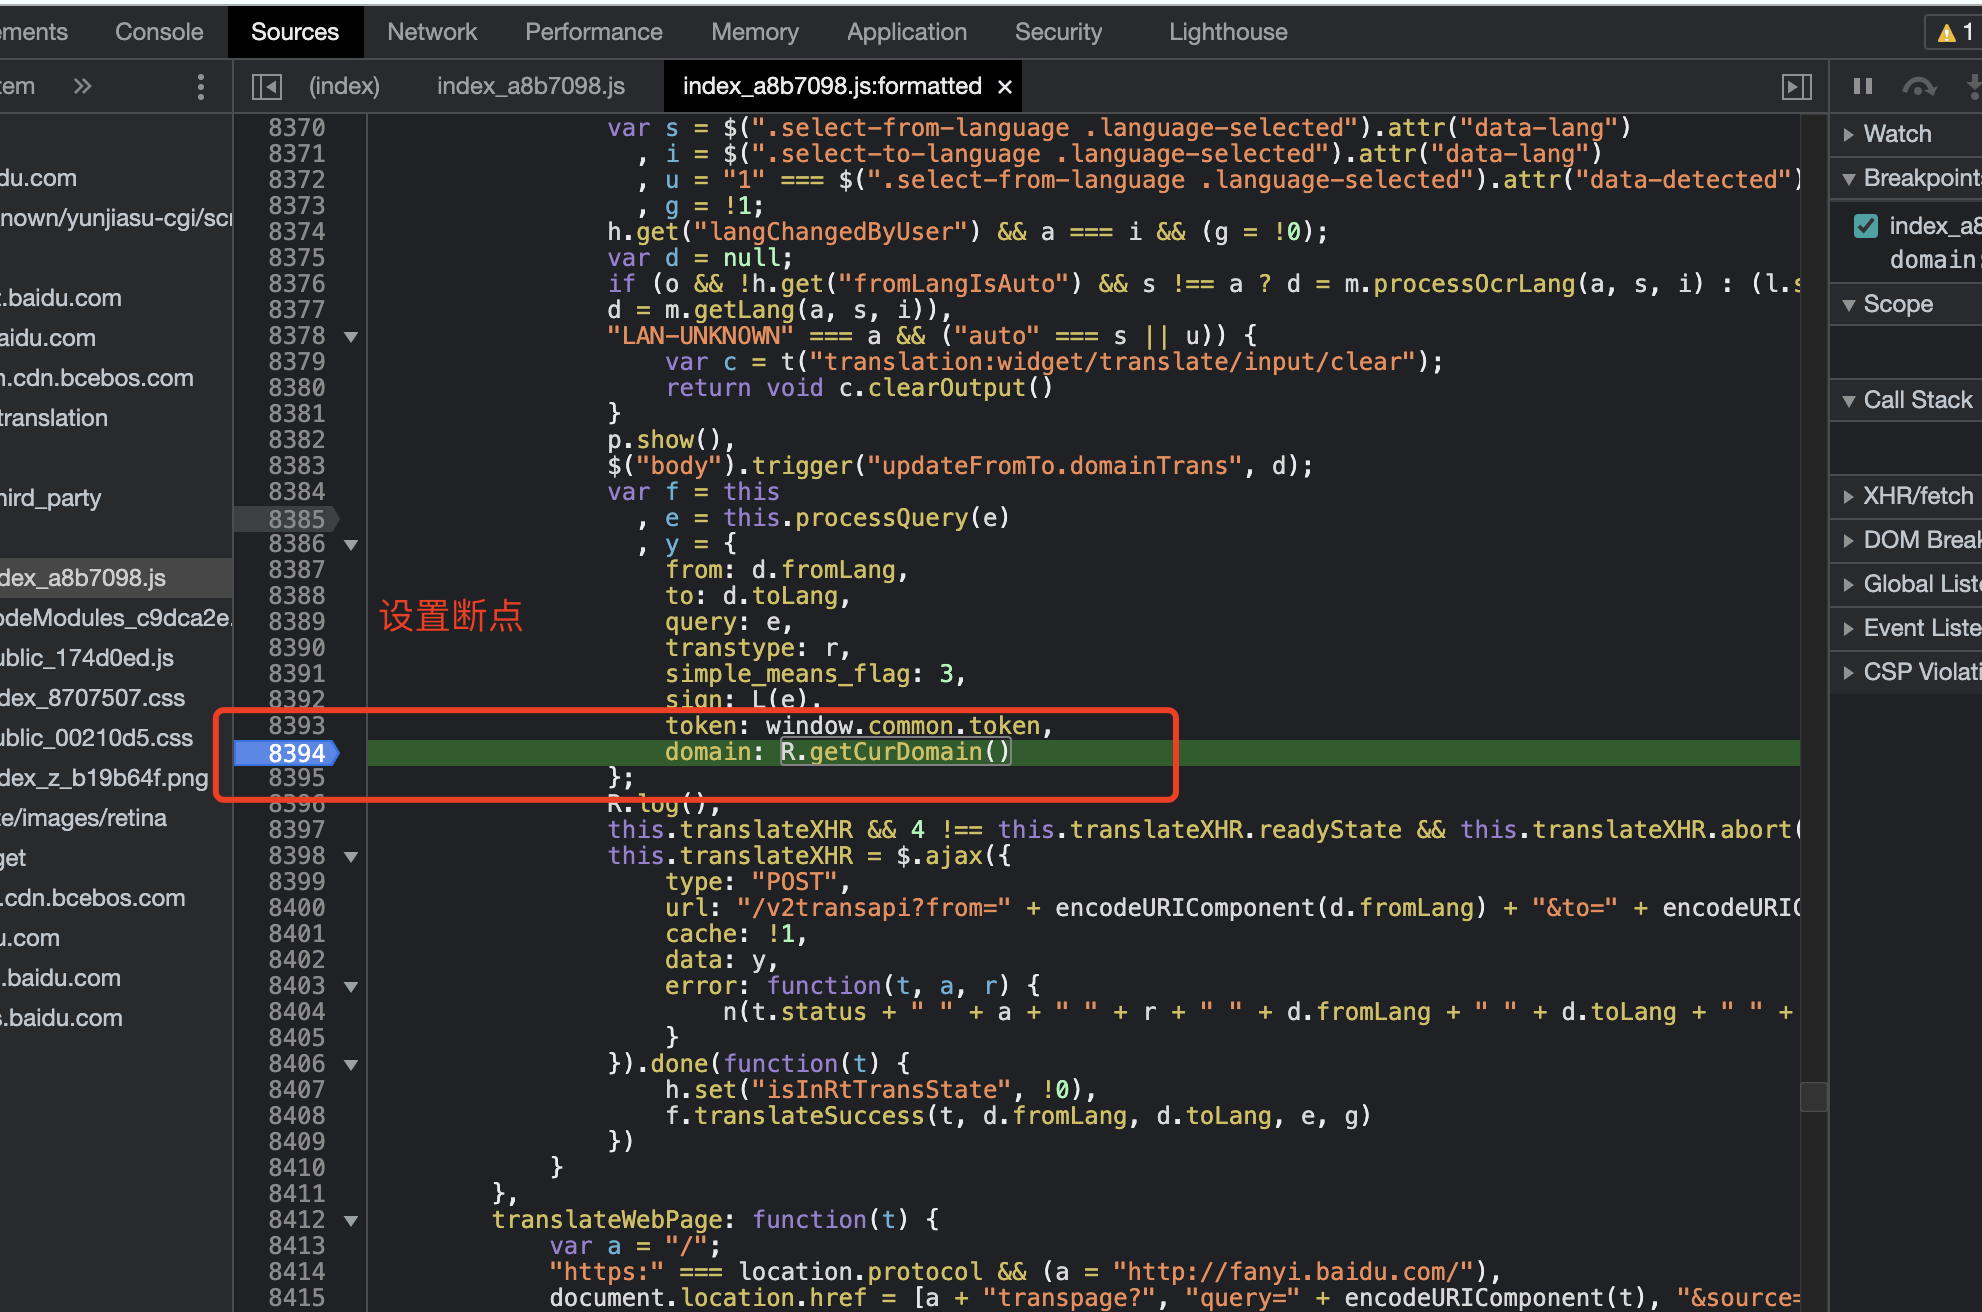 ements Console Sources Network Performance Memory Application Security Lighthouse 1
tem » (index) index_a8b7098.js index_a8b7098.js:formatted ×
du.com
nown/yunjiasu-cgi/scr
t.baidu.com
aidu.com
n.cdn.bcebos.com
translation
hird_party
dex_a8b7098.js
odeModules_c9dca2e.
ublic_174d0ed.js
dex_8707507.css
ublic_00210d5.css
dex_z_b19b64f.png
e/images/retina
get
.cdn.bcebos.com
u.com
.baidu.com
s.baidu.com
8370 var s = $(".select-from-language .language-selected").attr("data-lang")
8371 , i = $(".select-to-language .language-selected").attr("data-lang")
8372 , u = "1" === $(".select-from-language .language-selected").attr("data-detected")
8373 , g = !1;
8374 h.get("langChangedByUser") && a === i && (g = !0);
8375 var d = null;
8376 if (o && !h.get("fromLangIsAuto") && s !== a ? d = m.processOcrLang(a, s, i) : (l.s
8377 d = m.getLang(a, s, i)),
8378 "LAN-UNKNOWN" === a && ("auto" === s || u)) {
8379 var c = t("translation:widget/translate/input/clear");
8380 return void c.clearOutput()
8381 }
8382 p.show(),
8383 $("body").trigger("updateFromTo.domainTrans", d);
8384 var f = this
8385 , e = this.processQuery(e)
8386 , y = {
8387 from: d.fromLang,
8388 to: d.toLang,
设置断点
8389 query: e,
8390 transtype: r,
8391 simple_means_flag: 3,
8392 sign: L(e),
8393 token: window.common.token,
8394 domain: R.getCurDomain()
8395 };
8396 R.log(),
8397 this.translateXHR && 4 !== this.translateXHR.readyState && this.translateXHR.abort(
8398 this.translateXHR = $.ajax({
8399 type: "POST",
8400 url: "/v2transapi?from=" + encodeURIComponent(d.fromLang) + "&to=" + encodeURIC
8401 cache: !1,
8402 data: y,
8403 error: function(t, a, r) {
8404 n(t.status + " " + a + " " + r + " " + d.fromLang + " " + d.toLang + " " +
8405 }
8406 }).done(function(t) {
8407 h.set("isInRtTransState", !0),
8408 f.translateSuccess(t, d.fromLang, d.toLang, e, g)
8409 })
8410 }
8411 },
8412 translateWebPage: function(t) {
8413 var a = "/";
8414 "https:" === location.protocol && (a = "http://fanyi.baidu.com/"),
8415 document.location.href = [a + "transpage?", "query=" + encodeURIComponent(t), "&source=
Watch
Breakpoints
index_a8
domain:
Scope
Call Stack
XHR/fetch
DOM Break
Global Liste
Event Liste
CSP Violati